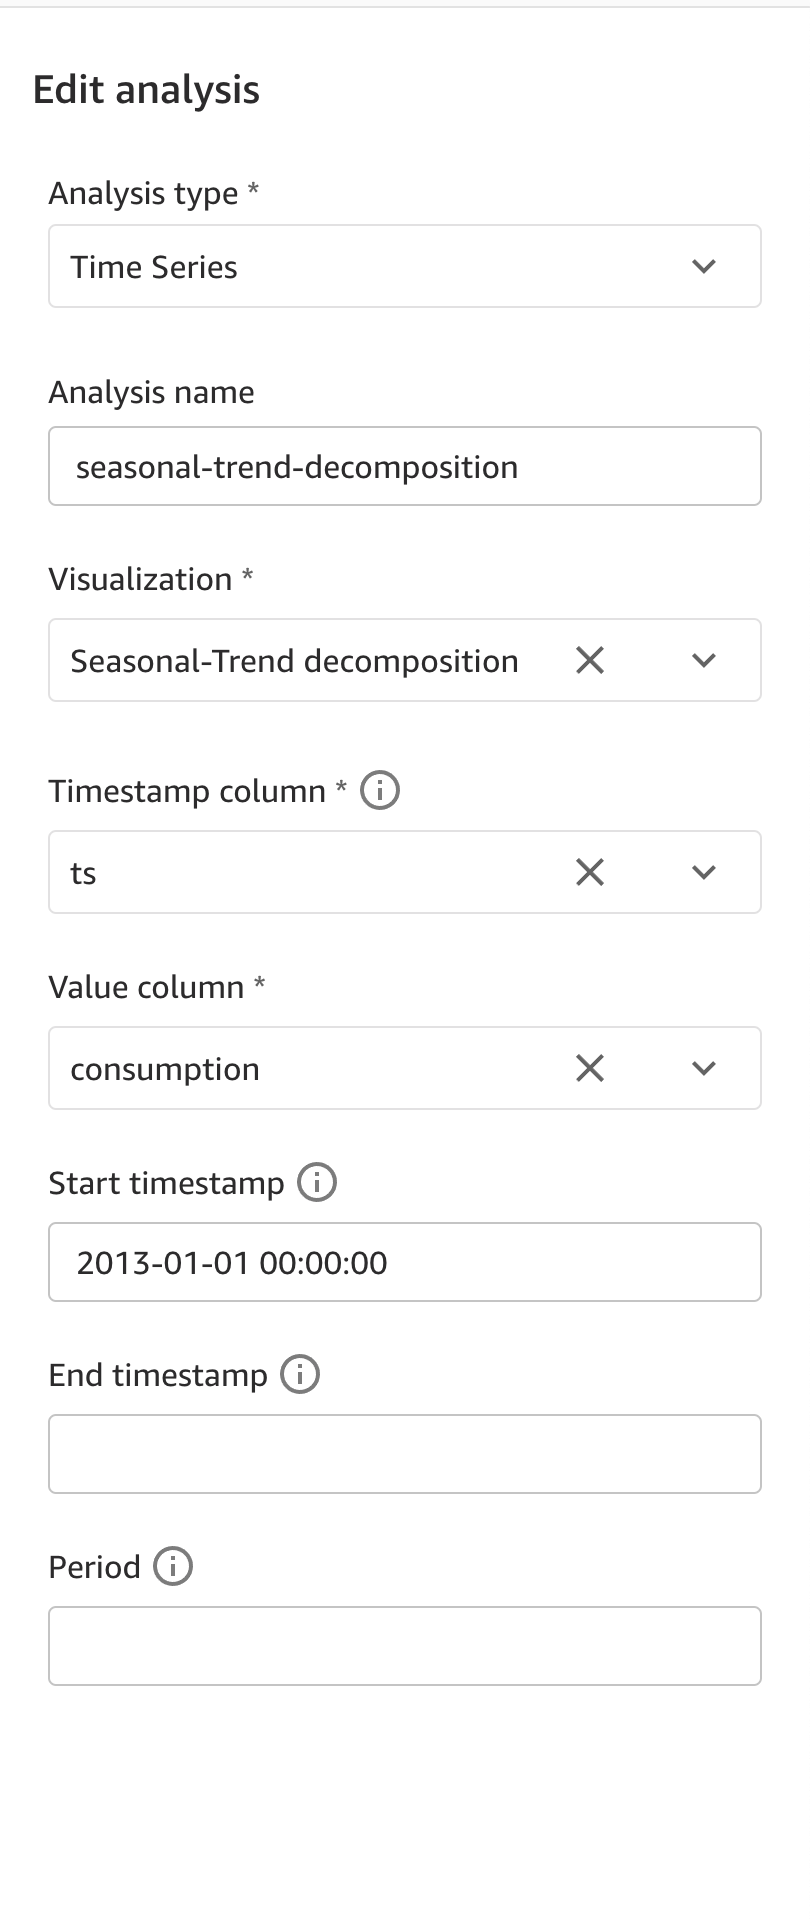 Edit analysis
Analysis type *
Time Series
Analysis name
seasonal-trend-decomposition
Visualization *
Seasonal-Trend decomposition
Timestamp column *
ts
Value column *
consumption
Start timestamp
2013-01-01 00:00:00
End timestamp
Period